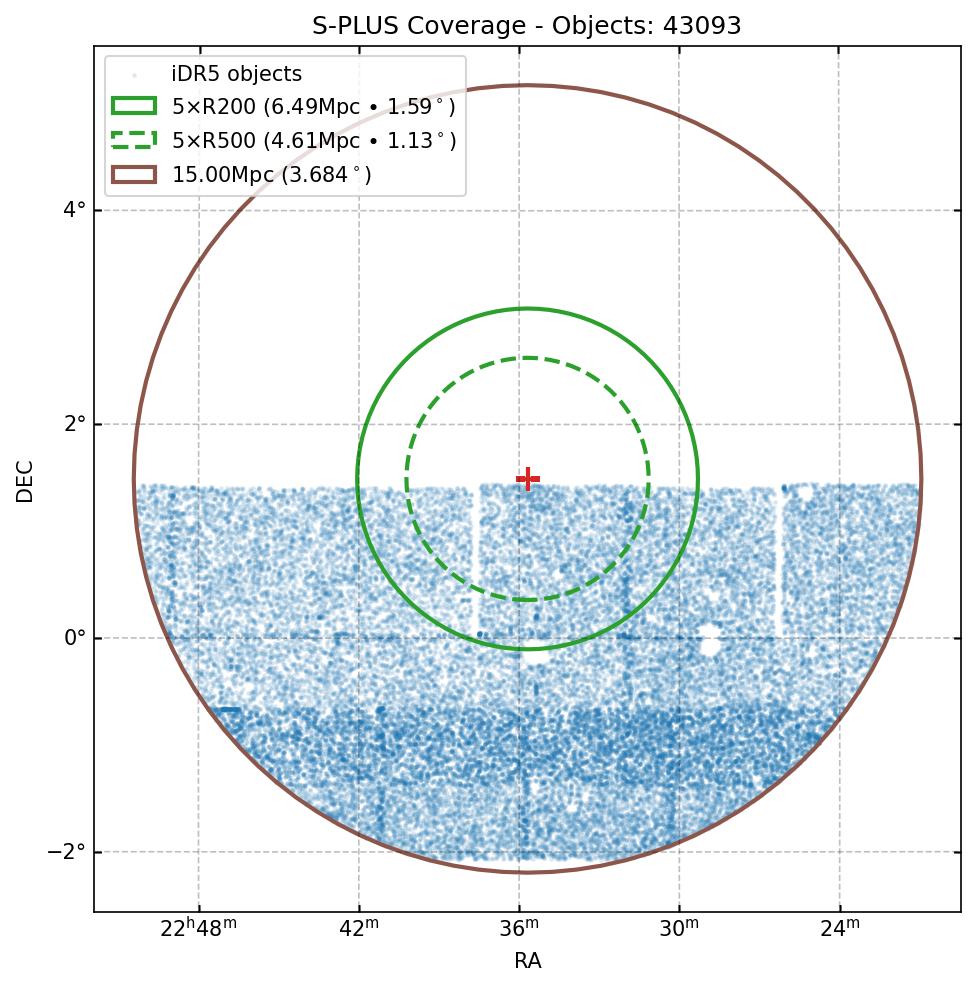 S-PLUS Coverage - Objects: 43093
iDR5 objects
5×R200 (6.49Mpc • 1.59°)
5×R500 (4.61Mpc • 1.13°)
15.00Mpc (3.684°)
4°
2°
0°
−2°
DEC
22ʰ48ᵐ 42ᵐ 36ᵐ 30ᵐ 24ᵐ
RA